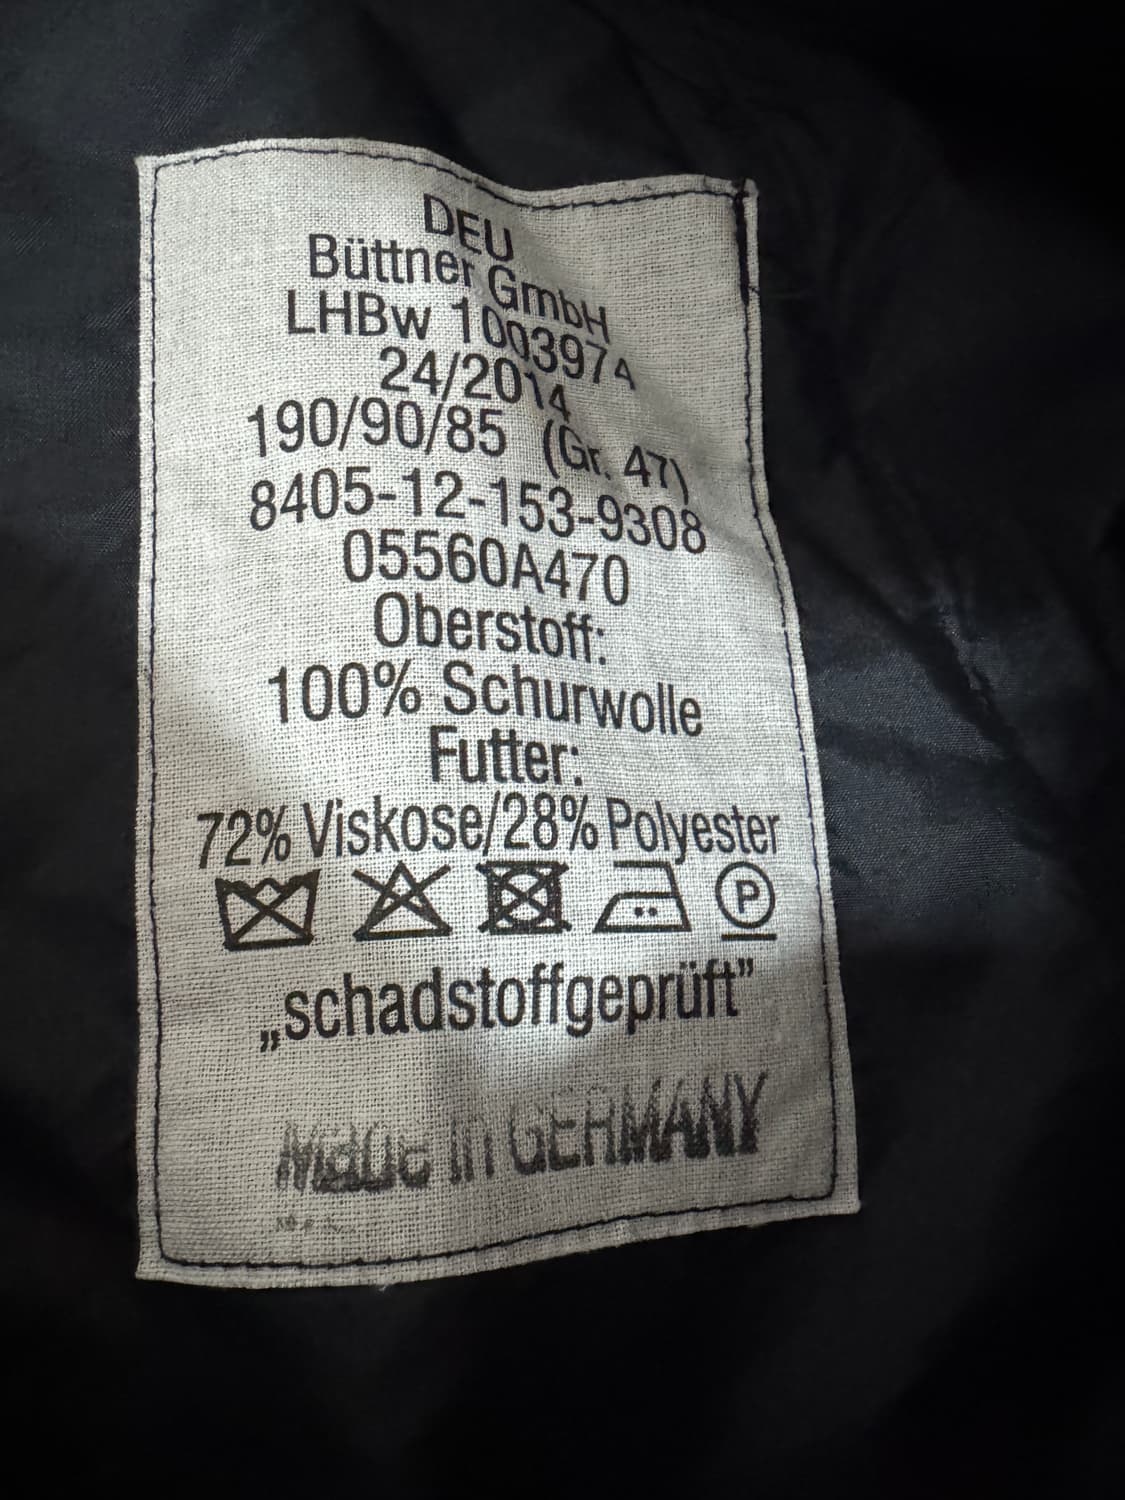 DEU
Büttner GmbH
LHBw 1003974
24/2014
190/90/85 (Gr. 47)
8405-12-153-9308
05560A470
Oberstoff:
100% Schurwolle
Futter:
72% Viskose/28% Polyester
P
„schadstoffgeprüft”
Made in GERMANY